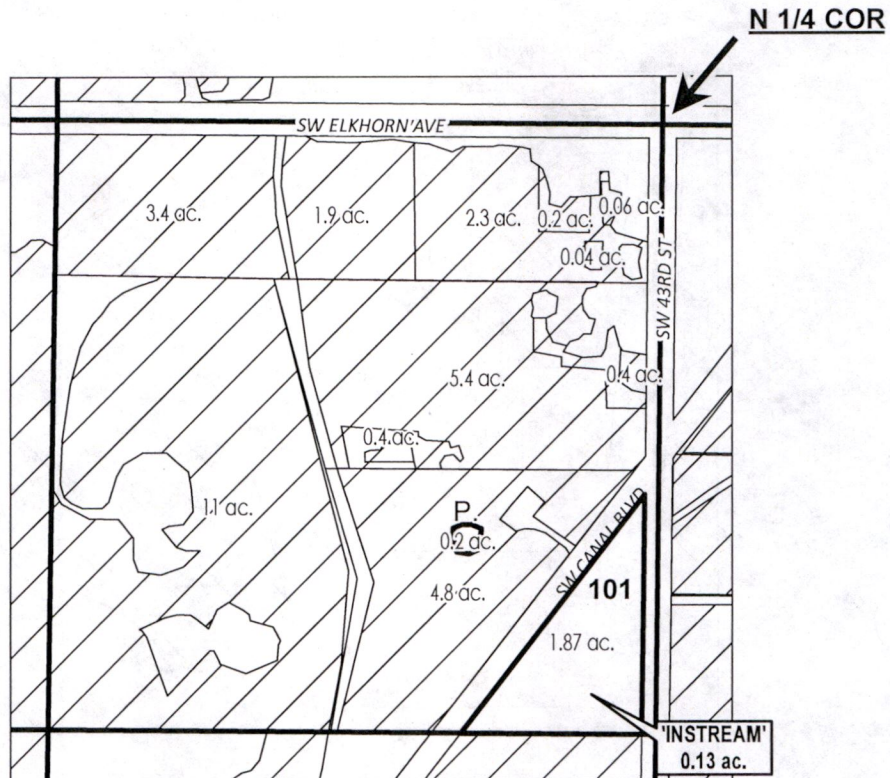 N 1/4 COR
SW ELKHORN AVE
3.4 ac.
1.9 ac.
2.3 ac.
0.2 ac.
0.06 ac.
0.04 ac.
SW 43RD ST
5.4 ac.
0.4 ac.
0.4 ac.
11 ac.
P.
0.2 ac.
4.8 ac.
SW CANAL BLVD
101
1.87 ac.
'INSTREAM'
0.13 ac.